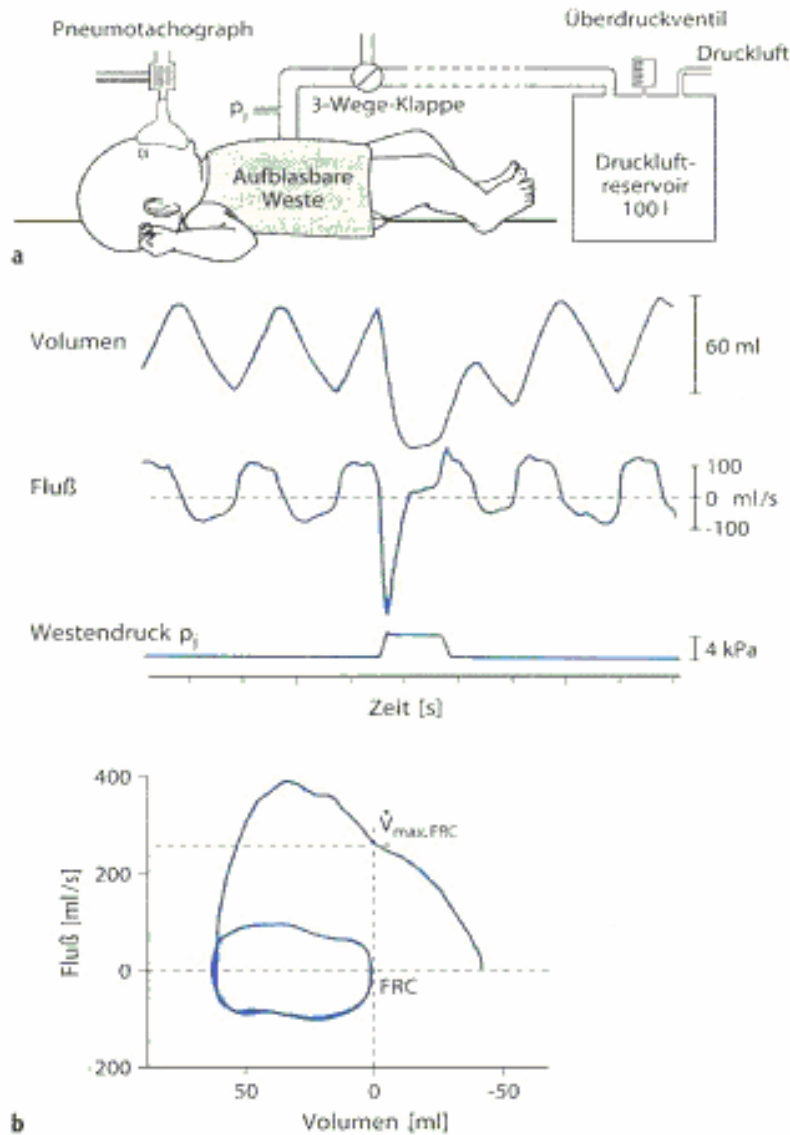 Pneumotachograph
Überdruckventil
Druckluft
pj
3-Wege-Klappe
Aufblasbare
Weste
Druckluft-
reservoir
100 l
a
Volumen
60 ml
Fluß
100
0 ml/s
-100
Westendruck pj
4 kPa
Zeit [s]
400
V̇max.FRC
200
Fluß [ml/s]
0
FRC
-200
50
0
-50
Volumen [ml]
b